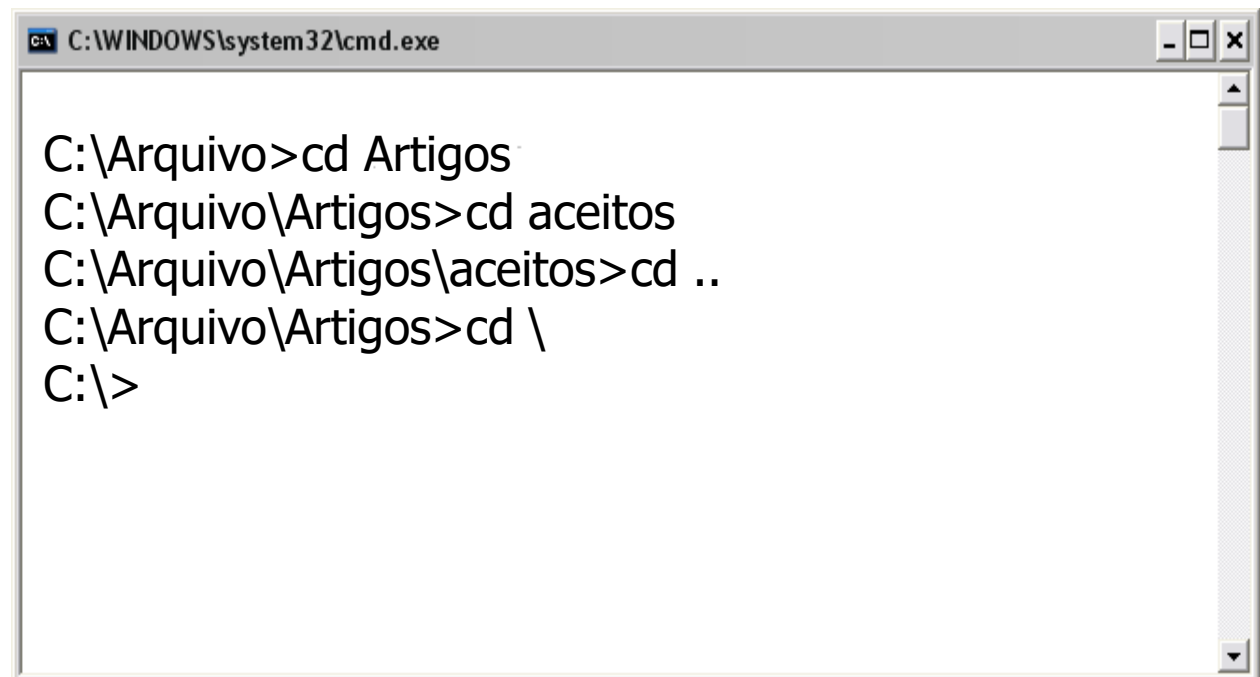 C:\WINDOWS\system32\cmd.exe
C:\Arquivo>cd Artigos
C:\Arquivo\Artigos>cd aceitos
C:\Arquivo\Artigos\aceitos>cd ..
C:\Arquivo\Artigos>cd \
C:\>